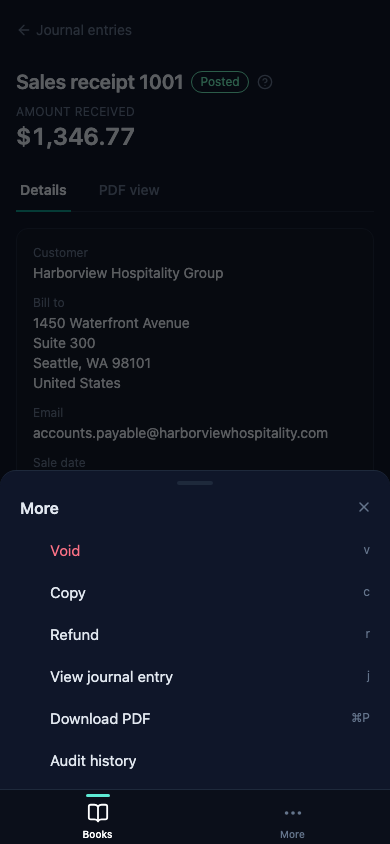 Journal entries
Sales receipt 1001 Posted
AMOUNT RECEIVED
$1,346.77
Details PDF view
Customer
Harborview Hospitality Group
Bill to
1450 Waterfront Avenue
Suite 300
Seattle, WA 98101
United States
Email
accounts.payable@harborviewhospitality.com
Sale date
More
Void v
Copy c
Refund r
View journal entry j
Download PDF ⌘P
Audit history
Books More